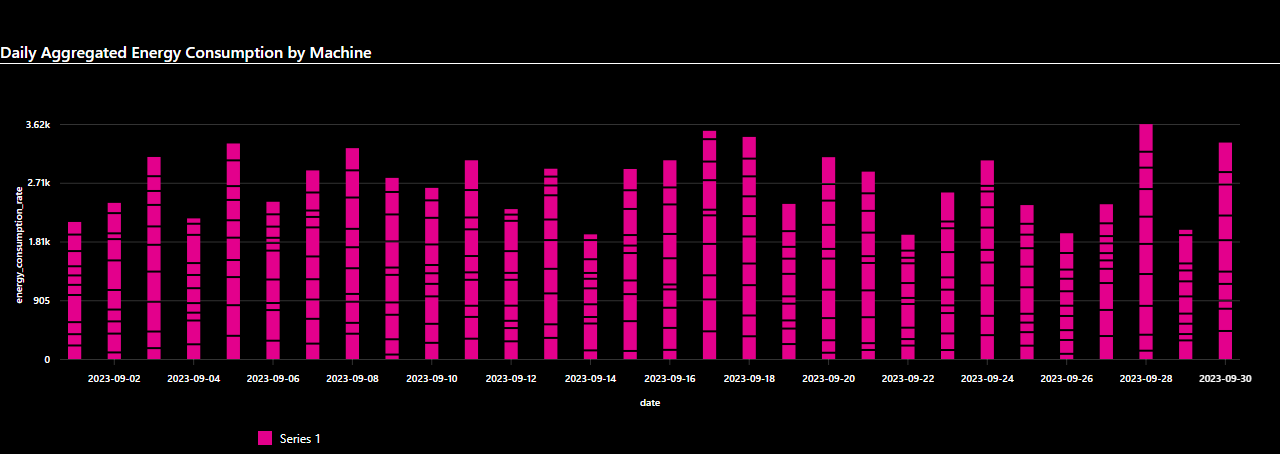 Daily Aggregated Energy Consumption by Machine
3.62k
2.71k
1.81k
905
0
energy_consumption_rate
2023-09-02 2023-09-04 2023-09-06 2023-09-08 2023-09-10 2023-09-12 2023-09-14 2023-09-16 2023-09-18 2023-09-20 2023-09-22 2023-09-24 2023-09-26 2023-09-28 2023-09-30
date
Series 1